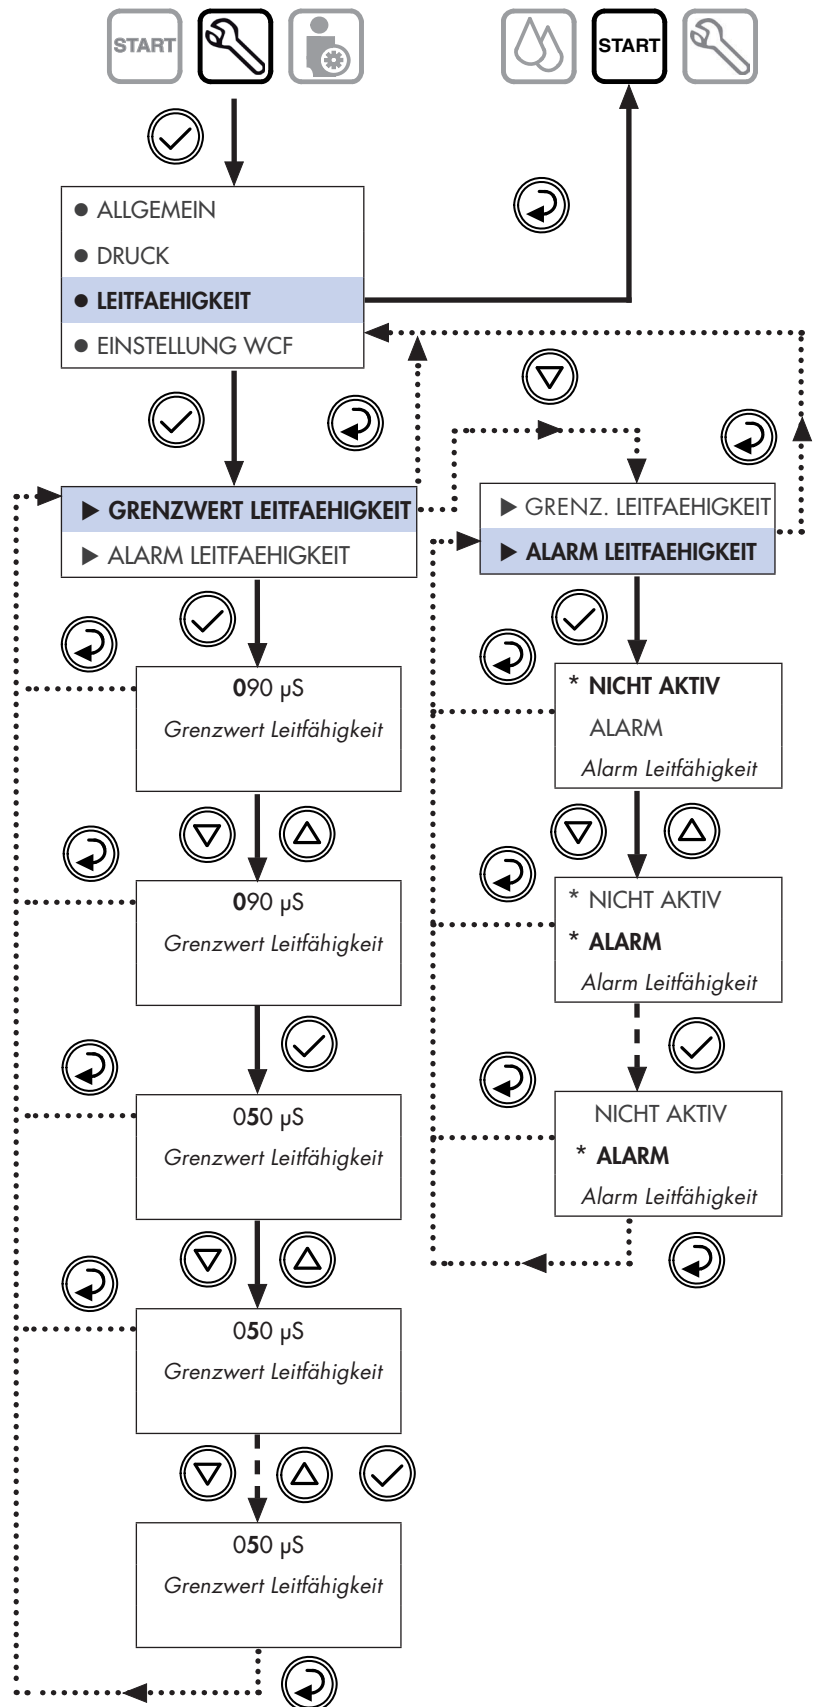 START
START
● ALLGEMEIN
● DRUCK
● LEITFAEHIGKEIT
● EINSTELLUNG WCF
▶ GRENZWERT LEITFAEHIGKEIT
▶ ALARM LEITFAEHIGKEIT
▶ GRENZ. LEITFAEHIGKEIT
▶ ALARM LEITFAEHIGKEIT
090 µS
Grenzwert Leitfähigkeit
090 µS
Grenzwert Leitfähigkeit
050 µS
Grenzwert Leitfähigkeit
050 µS
Grenzwert Leitfähigkeit
050 µS
Grenzwert Leitfähigkeit
* NICHT AKTIV
ALARM
Alarm Leitfähigkeit
* NICHT AKTIV
* ALARM
Alarm Leitfähigkeit
NICHT AKTIV
* ALARM
Alarm Leitfähigkeit